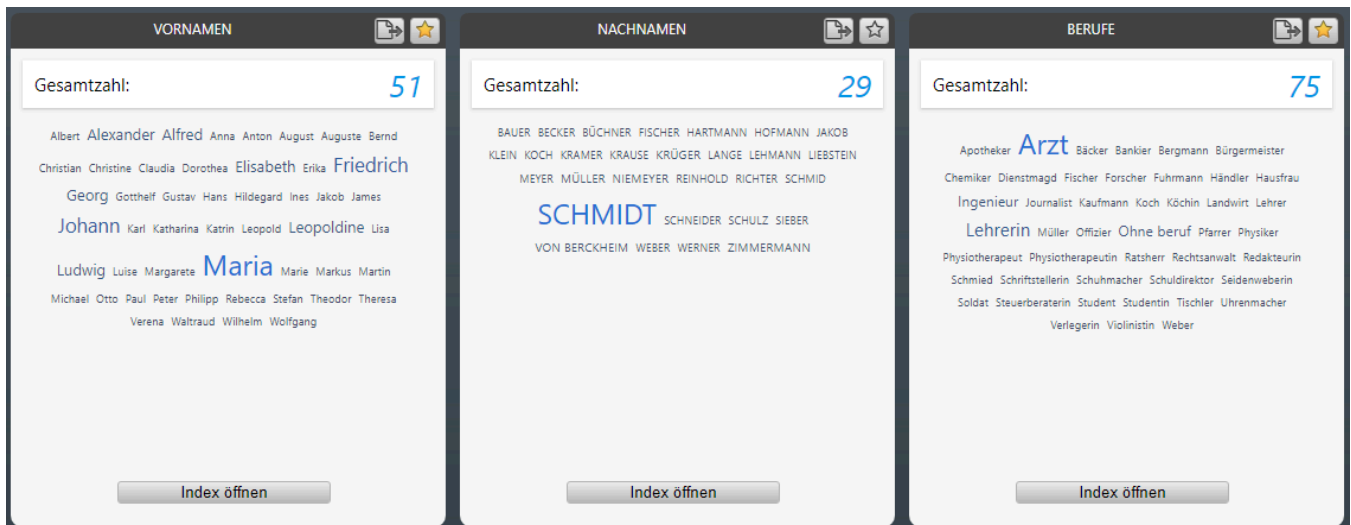 VORNAMEN
Gesamtzahl: 51
Albert Alexander Alfred Anna Anton August Auguste Bernd
Christian Christine Claudia Dorothea Elisabeth Erika Friedrich
Georg Gotthelf Gustav Hans Hildegard Ines Jakob James
Johann Karl Katharina Katrin Leopold Leopoldine Lisa
Ludwig Luise Margarete Maria Marie Markus Martin
Michael Otto Paul Peter Philipp Rebecca Stefan Theodor Theresa
Verena Waltraud Wilhelm Wolfgang
Index öffnen
NACHNAMEN
Gesamtzahl: 29
BAUER BECKER BÜCHNER FISCHER HARTMANN HOFMANN JAKOB
KLEIN KOCH KRAMER KRAUSE KRÜGER LANGE LEHMANN LIEBSTEIN
MEYER MÜLLER NIEMEYER REINHOLD RICHTER SCHMID
SCHMIDT SCHNEIDER SCHULZ SIEBER
VON BERCKHEIM WEBER WERNER ZIMMERMANN
Index öffnen
BERUFE
Gesamtzahl: 75
Apotheker Arzt Bäcker Bankier Bergmann Bürgermeister
Chemiker Dienstmagd Fischer Forscher Fuhrmann Händler Hausfrau
Ingenieur Journalist Kaufmann Koch Köchin Landwirt Lehrer
Lehrerin Müller Offizier Ohne beruf Pfarrer Physiker
Physiotherapeut Physiotherapeutin Ratsherr Rechtsanwalt Redakteurin
Schmied Schriftstellerin Schuhmacher Schuldirektor Seidenweberin
Soldat Steuerberaterin Student Studentin Tischler Uhrenmacher
Verlegerin Violinistin Weber
Index öffnen